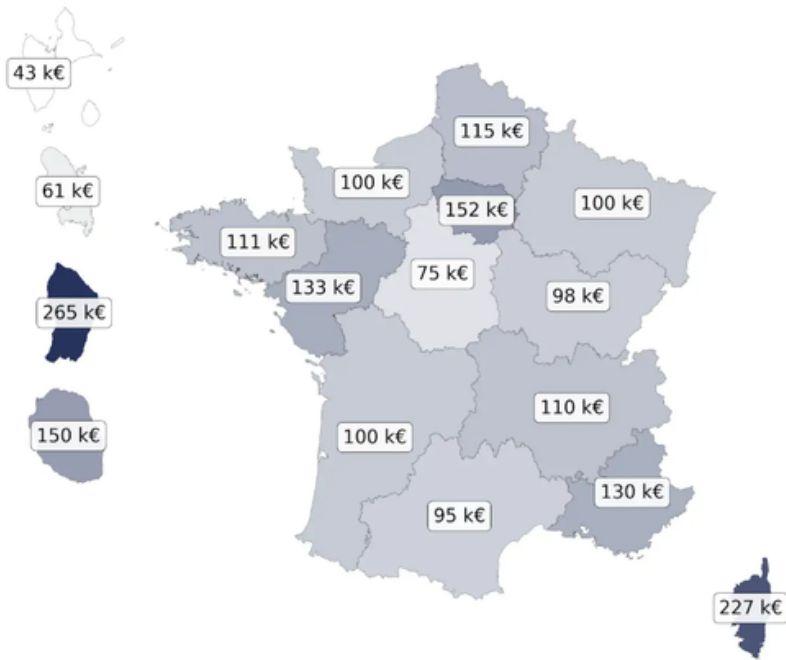 43 k€
115 k€
100 k€
61 k€
152 k€
100 k€
111 k€
75 k€
133 k€
98 k€
265 k€
110 k€
150 k€
100 k€
130 k€
95 k€
227 k€